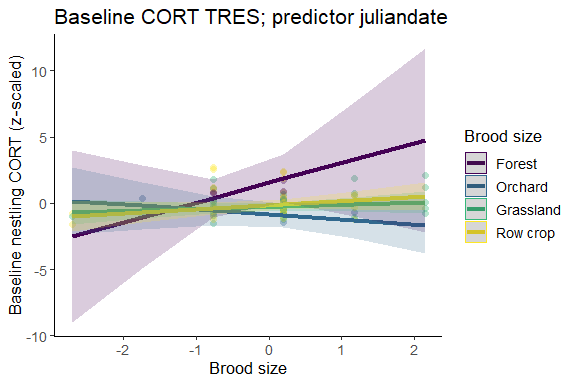 Baseline CORT TRES; predictor juliandate
Baseline nestling CORT (z-scaled)
10
5
0
-5
-10
-2
-1
0
1
2
Brood size
Brood size
Forest
Orchard
Grassland
Row crop